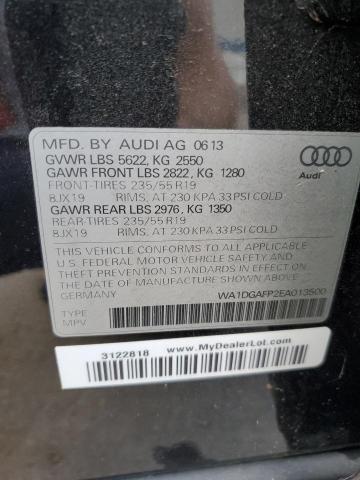 MFD. BY AUDI AG 06 13
GVWR LBS 5622, KG 2550
GAWR FRONT LBS 2822, KG 1280
FRONT-TIRES 235/55 R19
8JX19 RIMS, AT 230 KPA 33 PSI COLD
GAWR REAR LBS 2976, KG 1350
REAR-TIRES 235/55 R19
8JX19 RIMS, AT 230 KPA 33 PSI COLD
Audi
THIS VEHICLE CONFORMS TO ALL APPLICABLE
U.S. FEDERAL MOTOR VEHICLE SAFETY AND
THEFT PREVENTION STANDARDS IN EFFECT ON
THE DATE OF MANUFACTURE SHOWN ABOVE
GERMANY WA1DGAFP2EA013500
TYPE
MPV
3122818 www.
MyDealerLot.com